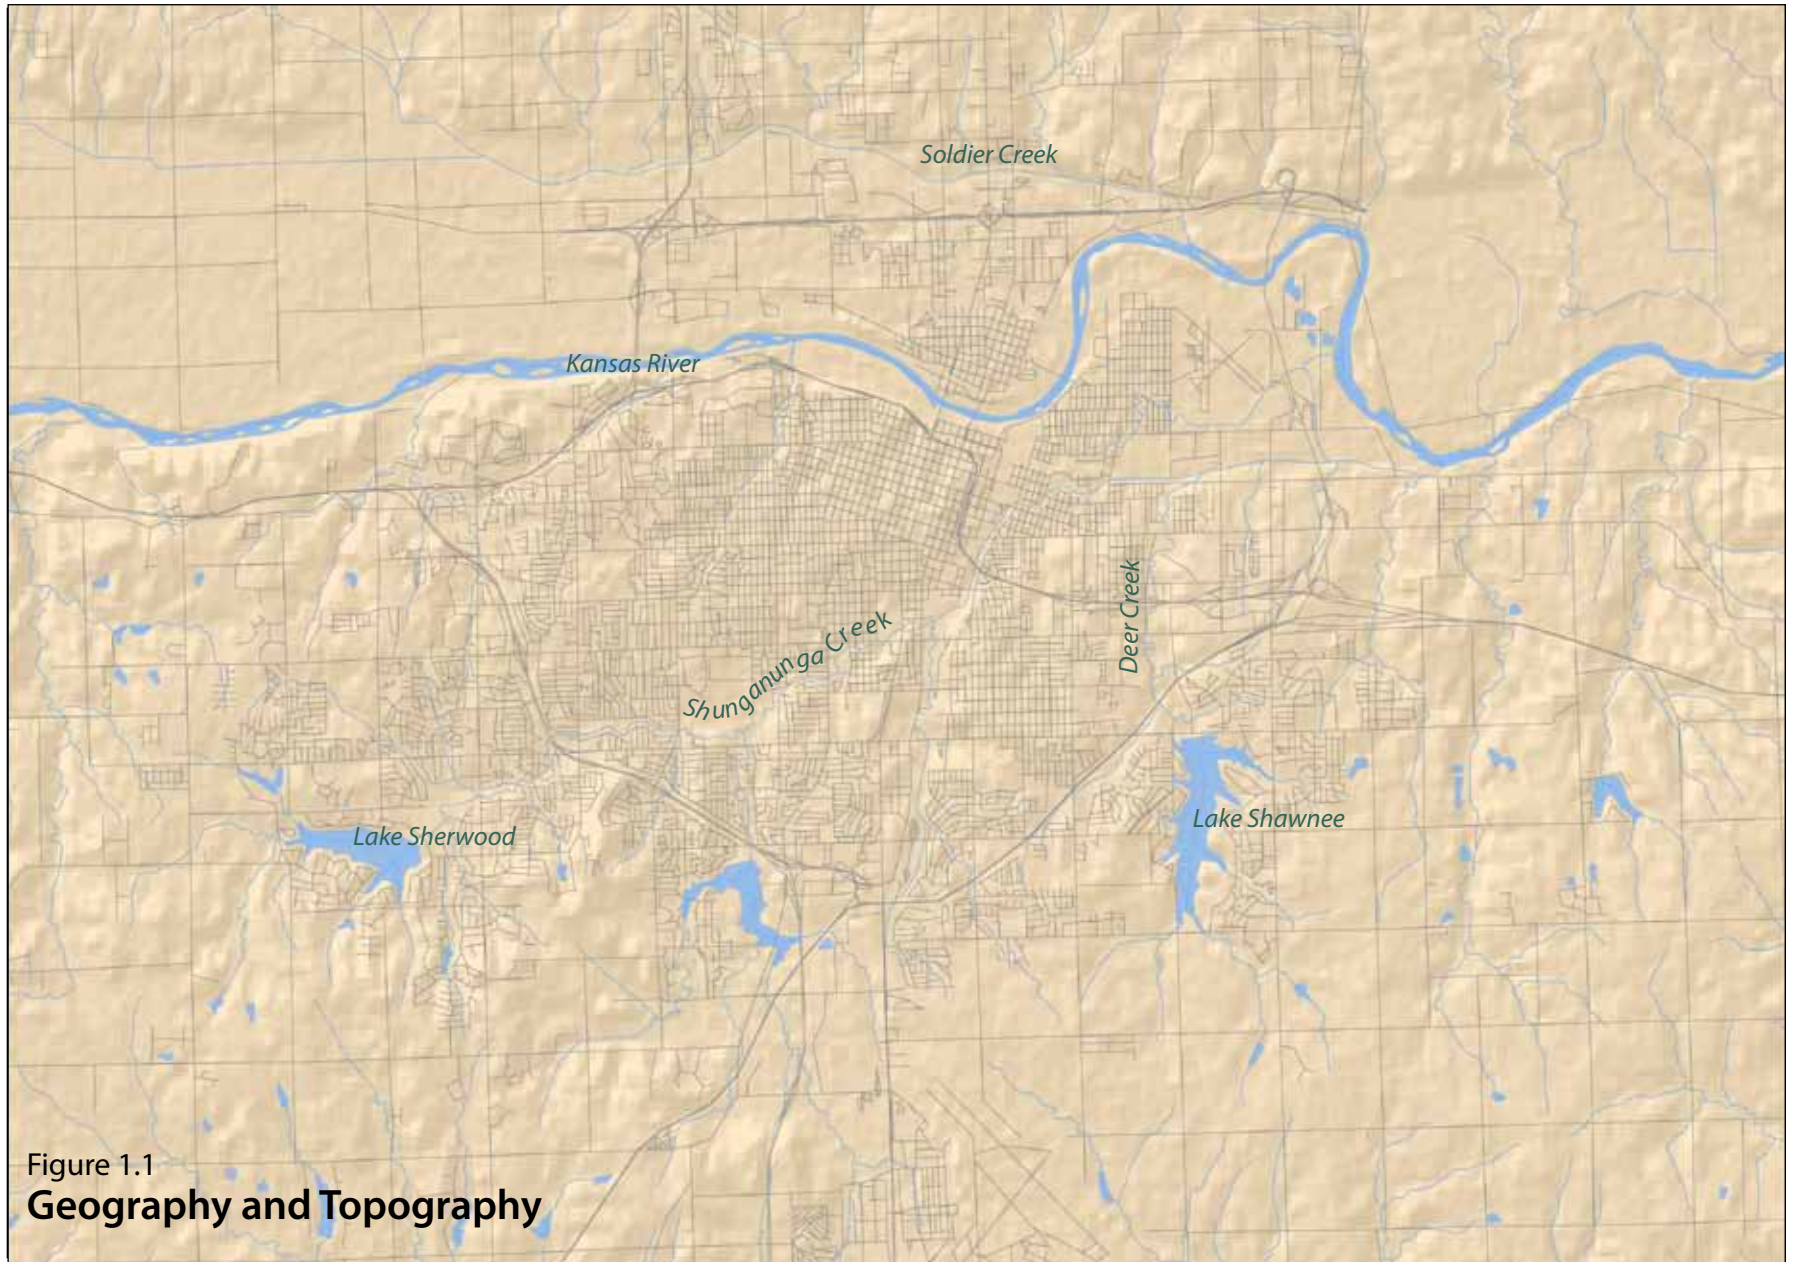 Soldier Creek
Kansas River
Deer Creek
Shunganunga Creek
Lake Shawnee
Lake Sherwood
Figure 1.1
Geography and Topography